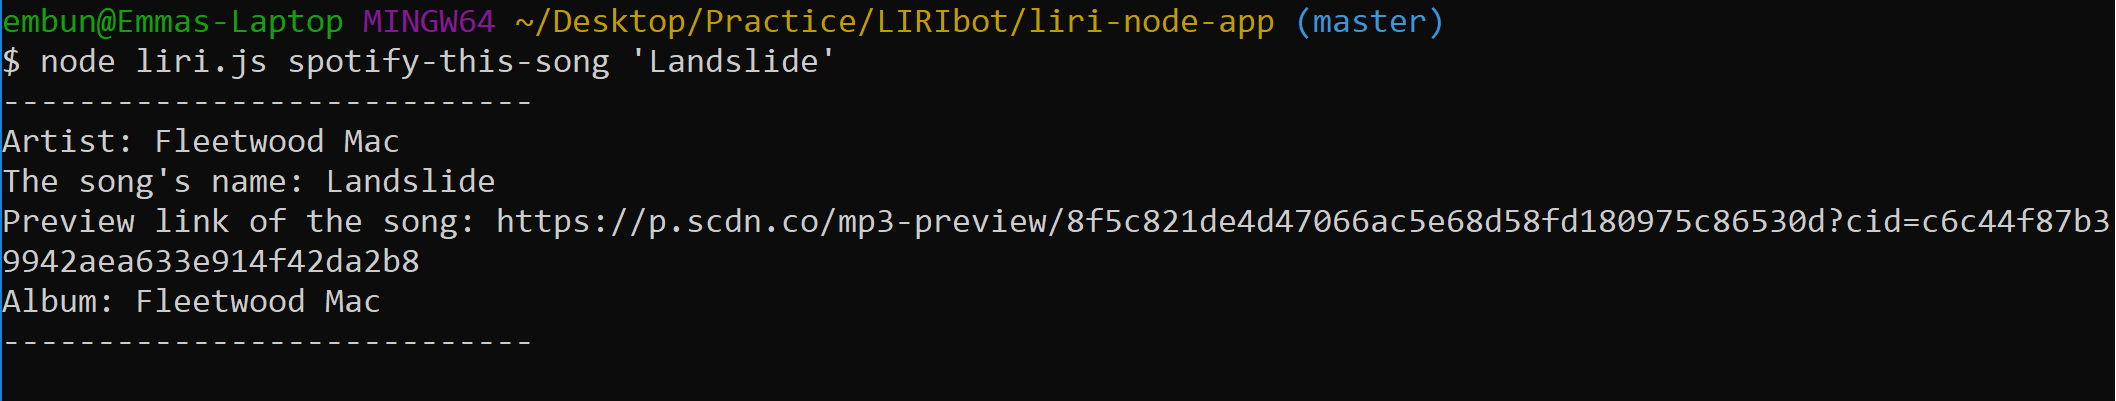 embun@Emmas-Laptop MINGW64 ~/Desktop/Practice/LIRIbot/liri-node-app (master)
$ node liri.js spotify-this-song 'Landslide'
----------------------------
Artist: Fleetwood Mac
The song's name: Landslide
Preview link of the song: https://p.scdn.co/mp3-preview/8f5c821de4d47066ac5e68d58fd180975c86530d?cid=c6c44f87b3
9942aea633e914f42da2b8
Album: Fleetwood Mac
----------------------------